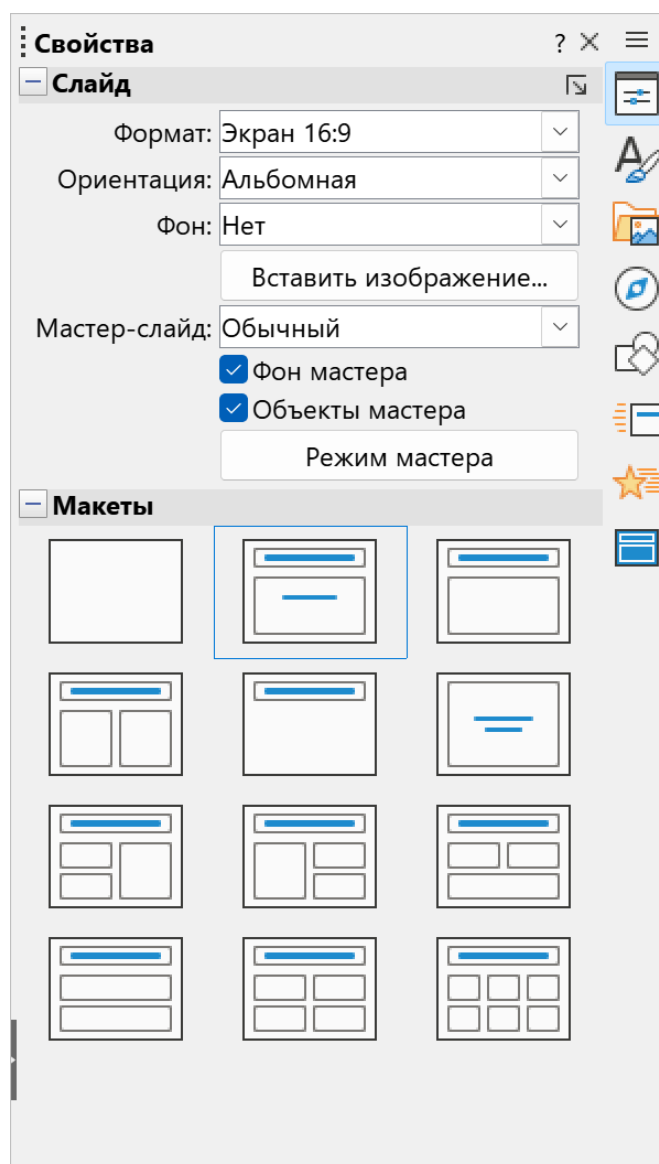 Свойства ?
Слайд
Формат: Экран 16:9
Ориентация: Альбомная
Фон: Нет
Вставить изображение...
Мастер-слайд: Обычный
Фон мастера
Объекты мастера
Режим мастера
Макеты